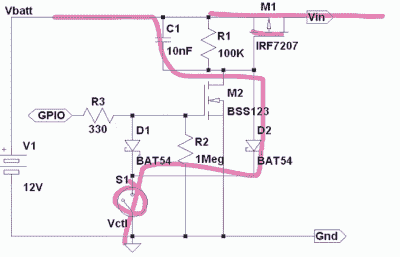 Vbatt
M1
Vin
C1
R1
10nF
100K
IRF7207
M2
R3
GPIO
BSS123
330
D1
R2
D2
V1
BAT54
1Meg
BAT54
S1
12V
Vctl
Gnd